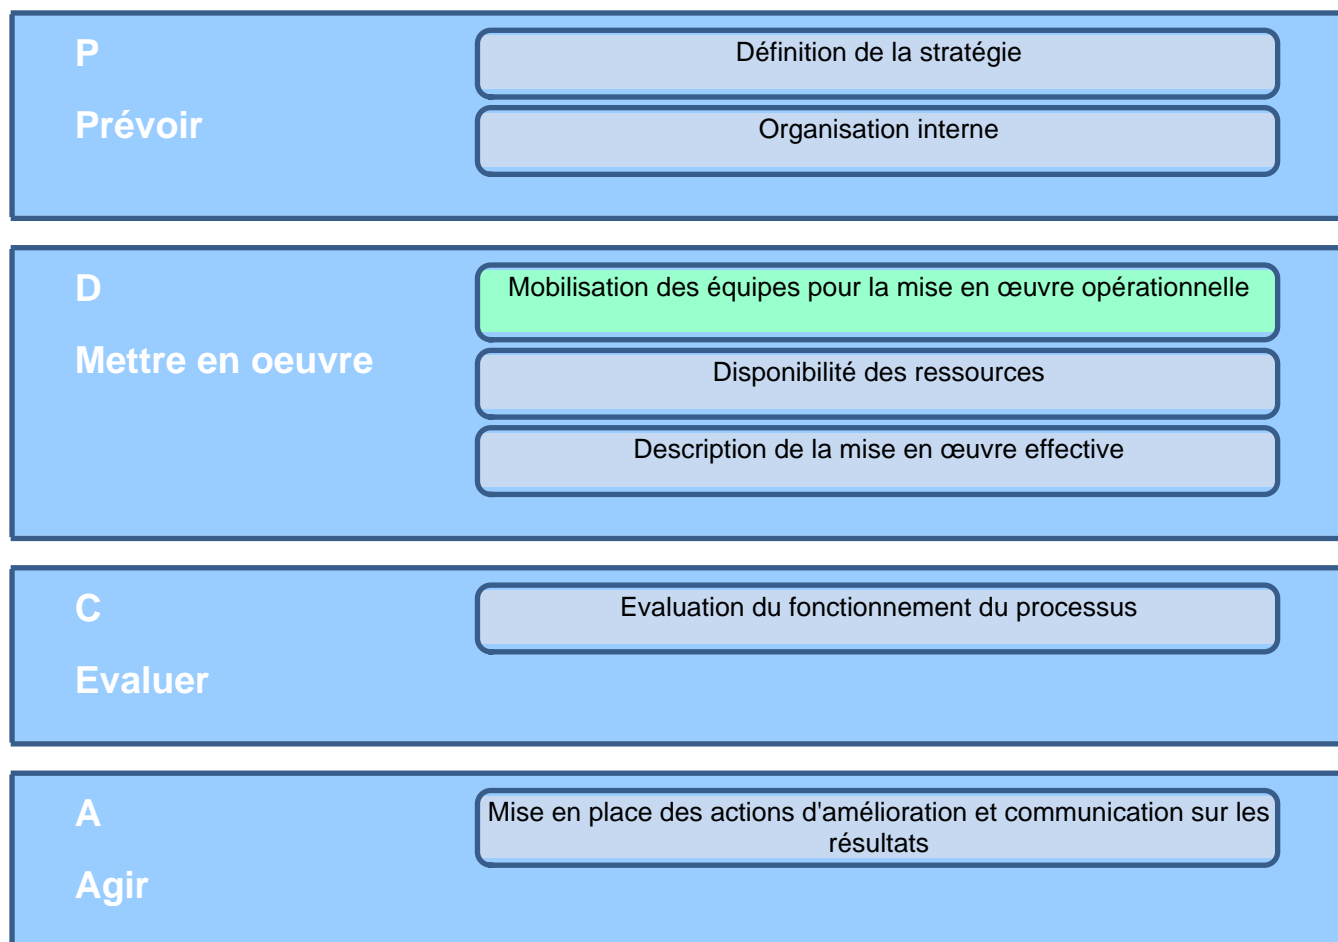 P
Définition de la stratégie
Prévoir
Organisation interne
D
Mobilisation des équipes pour la mise en œuvre opérationnelle
Mettre en oeuvre
Disponibilité des ressources
Description de la mise en œuvre effective
C
Evaluation du fonctionnement du processus
Evaluer
A
Mise en place des actions d'amélioration et communication sur les
résultats
Agir